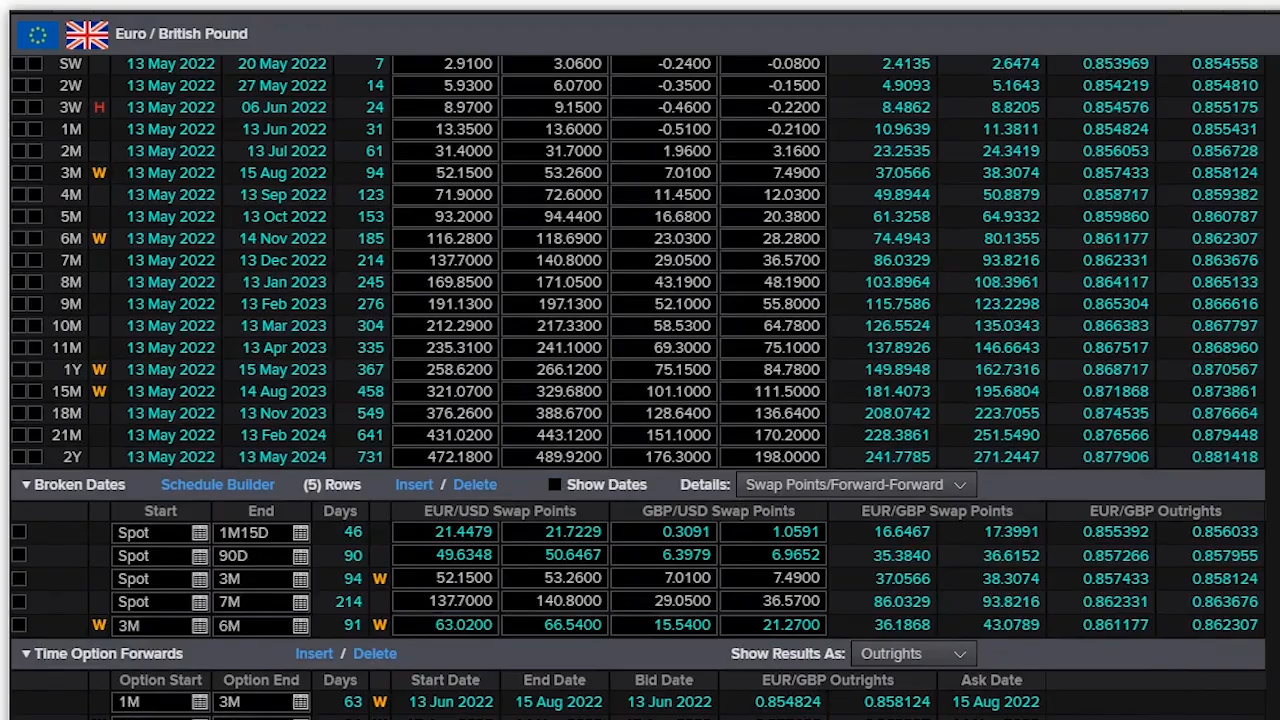 Euro / British Pound
SW 13 May 2022 20 May 2022 7 2.9100 3.0600 -0.2400 -0.0800 2.4135 2.6474 0.853969 0.854558
2W 13 May 2022 27 May 2022 14 5.9300 6.0700 -0.3500 -0.1500 4.9093 5.1643 0.854219 0.854810
3W H 13 May 2022 06 Jun 2022 24 8.9700 9.1500 -0.4600 -0.2200 8.4862 8.8205 0.854576 0.855175
1M 13 May 2022 13 Jun 2022 31 13.3500 13.6000 -0.5100 -0.2100 10.9639 11.3811 0.854824 0.855431
2M 13 May 2022 13 Jul 2022 61 31.4000 31.7000 1.9600 3.1600 23.2535 24.3419 0.856053 0.856728
3M W 13 May 2022 15 Aug 2022 94 52.1500 53.2600 7.0100 7.4900 37.0566 38.3074 0.857433 0.858124
4M 13 May 2022 13 Sep 2022 123 71.9000 72.6000 11.4500 12.0300 49.8944 50.8879 0.858717 0.859382
5M 13 May 2022 13 Oct 2022 153 93.2000 94.4400 16.6800 20.3800 61.3258 64.9332 0.859860 0.860787
6M W 13 May 2022 14 Nov 2022 185 116.2800 118.6900 23.0300 28.2800 74.4943 80.1355 0.861177 0.862307
7M 13 May 2022 13 Dec 2022 214 137.7000 140.8000 29.0500 36.5700 86.0329 93.8216 0.862331 0.863676
8M 13 May 2022 13 Jan 2023 245 169.8500 171.0500 43.1900 48.1900 103.8964 108.3961 0.864117 0.865133
9M 13 May 2022 13 Feb 2023 276 191.1300 197.1300 52.1000 55.8000 115.7586 123.2298 0.865304 0.866616
10M 13 May 2022 13 Mar 2023 304 212.2900 217.3300 58.5300 64.7800 126.5524 135.0343 0.866383 0.867797
11M 13 May 2022 13 Apr 2023 335 235.3100 241.1000 69.3000 75.1000 137.8926 146.6643 0.867517 0.868960
1Y W 13 May 2022 15 May 2023 367 258.6200 266.1200 75.1500 84.7800 149.8948 162.7316 0.868717 0.870567
15M W 13 May 2022 14 Aug 2023 458 321.0700 329.6800 101.1000 111.5000 181.4073 195.6804 0.871868 0.873861
18M 13 May 2022 13 Nov 2023 549 376.2600 388.6700 128.6400 136.6400 208.0742 223.7055 0.874535 0.876664
21M 13 May 2022 13 Feb 2024 641 431.0200 443.1200 151.1000 170.2000 228.3861 251.5490 0.876566 0.879448
2Y 13 May 2022 13 May 2024 731 472.1800 489.9200 176.3000 198.0000 241.7785 271.2447 0.877906 0.881418
Broken Dates Schedule Builder (5) Rows Insert / Delete Show Dates Details: Swap Points/Forward-Forward
Start End Days EUR/USD Swap Points GBP/USD Swap Points EUR/GBP Swap Points EUR/GBP Outrights
Spot 1M15D 46 21.4479 21.7229 0.3091 1.0591 16.6467 17.3991 0.855392 0.856033
Spot 90D 90 49.6348 50.6467 6.3979 6.9652 35.3840 36.6152 0.857266 0.857955
Spot 3M 94 W 52.1500 53.2600 7.0100 7.4900 37.0566 38.3074 0.857433 0.858124
Spot 7M 214 137.7000 140.8000 29.0500 36.5700 86.0329 93.8216 0.862331 0.863676
W 3M 6M 91 W 63.0200 66.5400 15.5400 21.2700 36.1868 43.0789 0.861177 0.862307
Time Option Forwards Insert / Delete Show Results As: Outrights
Option Start Option End Days Start Date End Date Bid Date EUR/GBP Outrights Ask Date
1M 3M 63 W 13 Jun 2022 15 Aug 2022 13 Jun 2022 0.854824 0.858124 15 Aug 2022